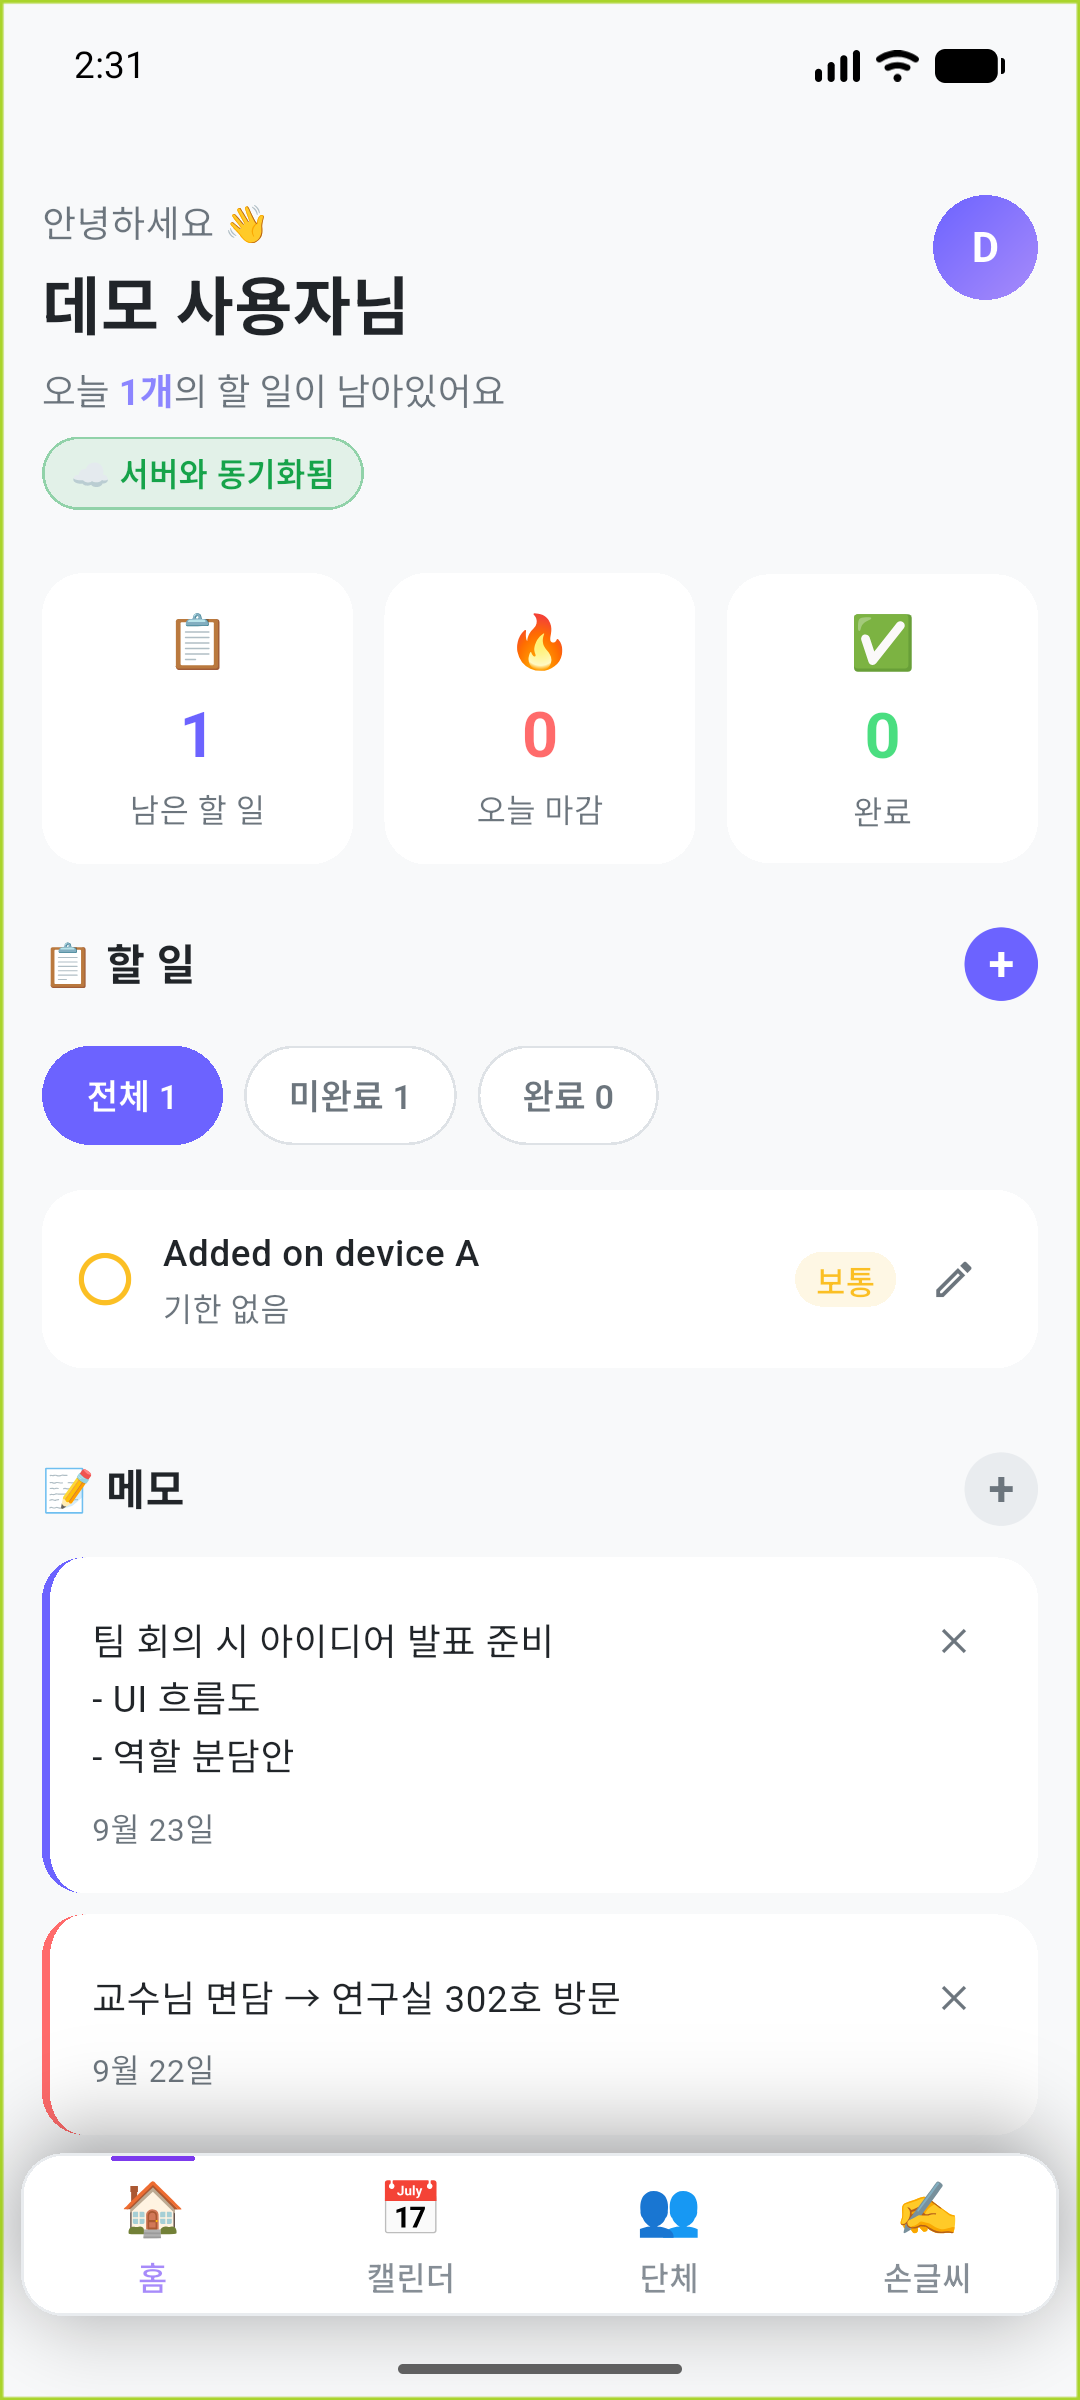 2:31
안녕하세요 👋
데모 사용자님
D
오늘 1개의 할 일이 남아있어요
☁️ 서버와 동기화됨
1
남은 할 일
0
오늘 마감
0
완료
할 일
+
전체 1
미완료 1
완료 0
Added on device A
기한 없음
보통
메모
+
팀 회의 시 아이디어 발표 준비
- UI 흐름도
- 역할 분담안
9월 23일
교수님 면담 → 연구실 302호 방문
9월 22일
July
17
홈
캘린더
단체
손글씨